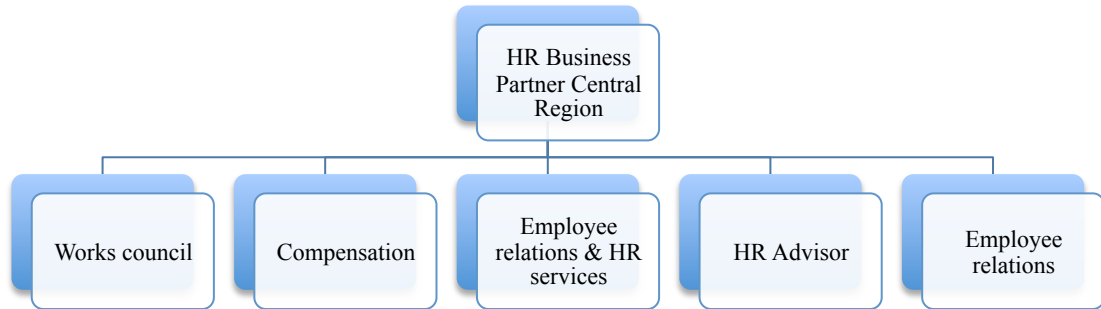 HR Business
Partner Central
Region
Works council
Compensation
Employee
relations & HR
services
HR Advisor
Employee
relations